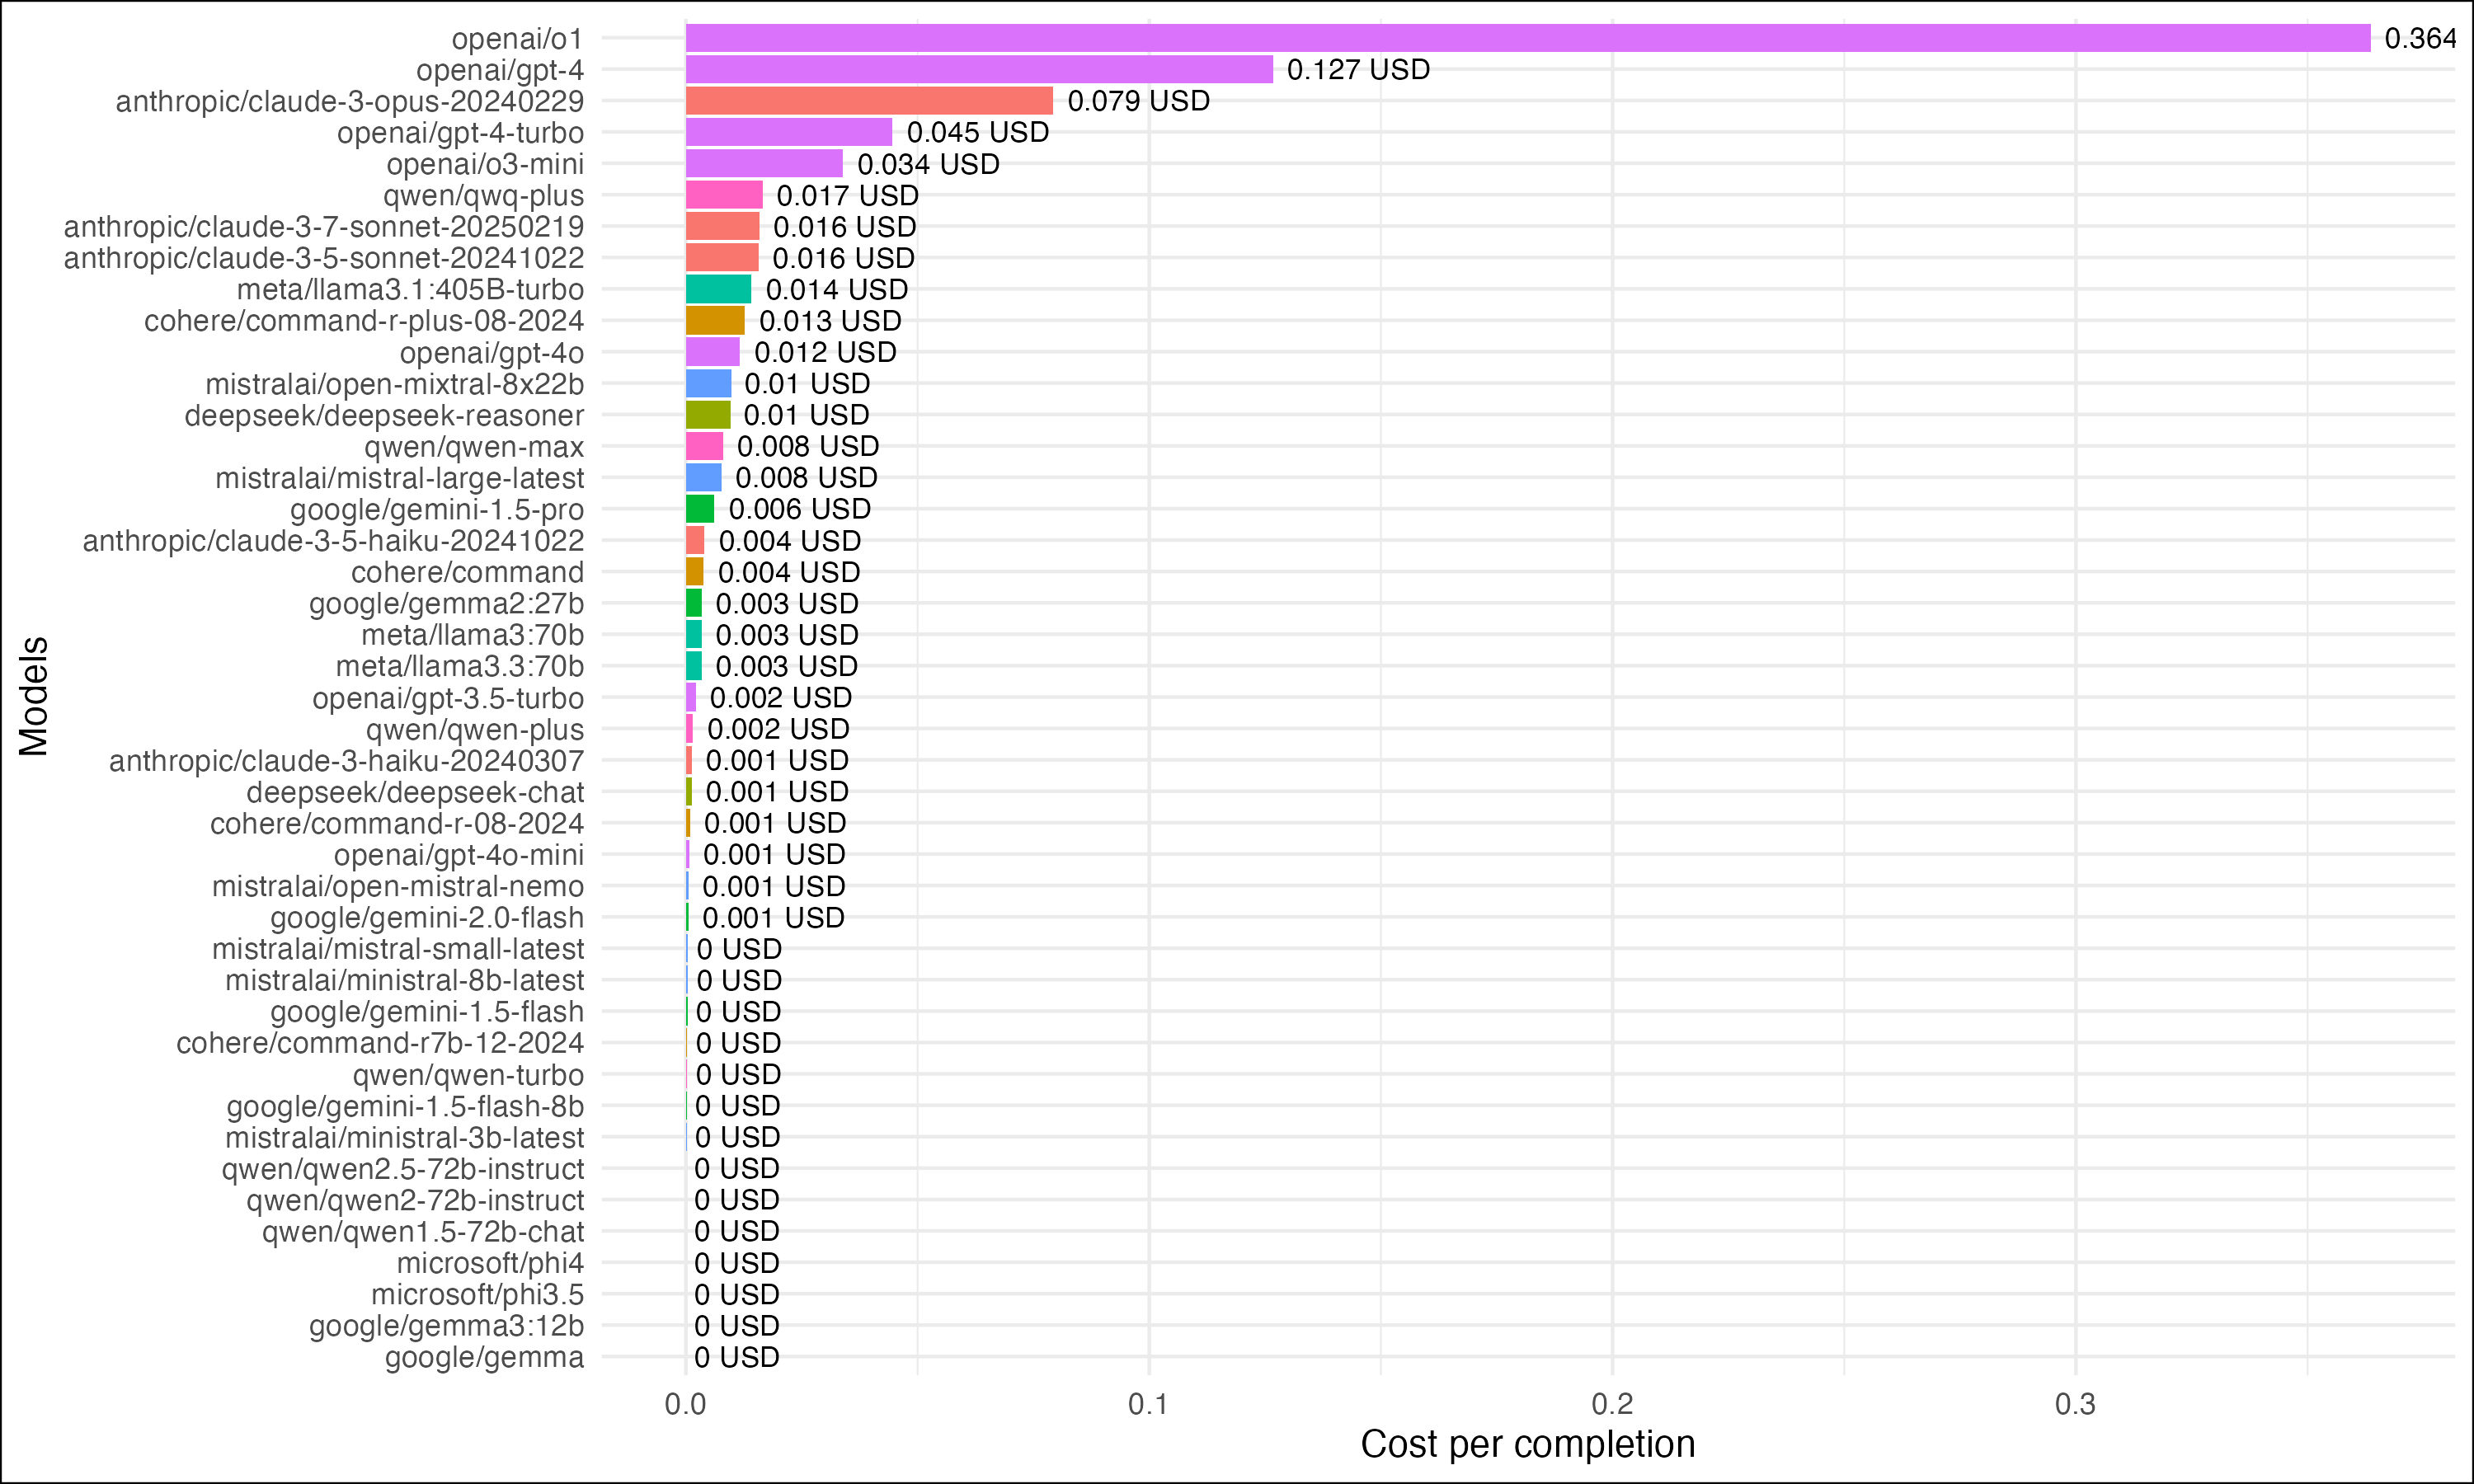 openai/o1 0.364
openai/gpt-4 0.127 USD
anthropic/claude-3-opus-20240229 0.079 USD
openai/gpt-4-turbo 0.045 USD
openai/o3-mini 0.034 USD
qwen/qwq-plus 0.017 USD
anthropic/claude-3-7-sonnet-20250219 0.016 USD
anthropic/claude-3-5-sonnet-20241022 0.016 USD
meta/llama3.1:405B-turbo 0.014 USD
cohere/command-r-plus-08-2024 0.013 USD
openai/gpt-4o 0.012 USD
mistralai/open-mixtral-8x22b 0.01 USD
deepseek/deepseek-reasoner 0.01 USD
qwen/qwen-max 0.008 USD
mistralai/mistral-large-latest 0.008 USD
google/gemini-1.5-pro 0.006 USD
anthropic/claude-3-5-haiku-20241022 0.004 USD
cohere/command 0.004 USD
google/gemma2:27b 0.003 USD
meta/llama3:70b 0.003 USD
meta/llama3.3:70b 0.003 USD
openai/gpt-3.5-turbo 0.002 USD
qwen/qwen-plus 0.002 USD
anthropic/claude-3-haiku-20240307 0.001 USD
deepseek/deepseek-chat 0.001 USD
cohere/command-r-08-2024 0.001 USD
openai/gpt-4o-mini 0.001 USD
mistralai/open-mistral-nemo 0.001 USD
google/gemini-2.0-flash 0.001 USD
mistralai/mistral-small-latest 0 USD
mistralai/ministral-8b-latest 0 USD
google/gemini-1.5-flash 0 USD
cohere/command-r7b-12-2024 0 USD
qwen/qwen-turbo 0 USD
google/gemini-1.5-flash-8b 0 USD
mistralai/ministral-3b-latest 0 USD
qwen/qwen2.5-72b-instruct 0 USD
qwen/qwen2-72b-instruct 0 USD
qwen/qwen1.5-72b-chat 0 USD
microsoft/phi4 0 USD
microsoft/phi3.5 0 USD
google/gemma3:12b 0 USD
google/gemma 0 USD
0.0 0.1 0.2 0.3
Cost per completion
Models